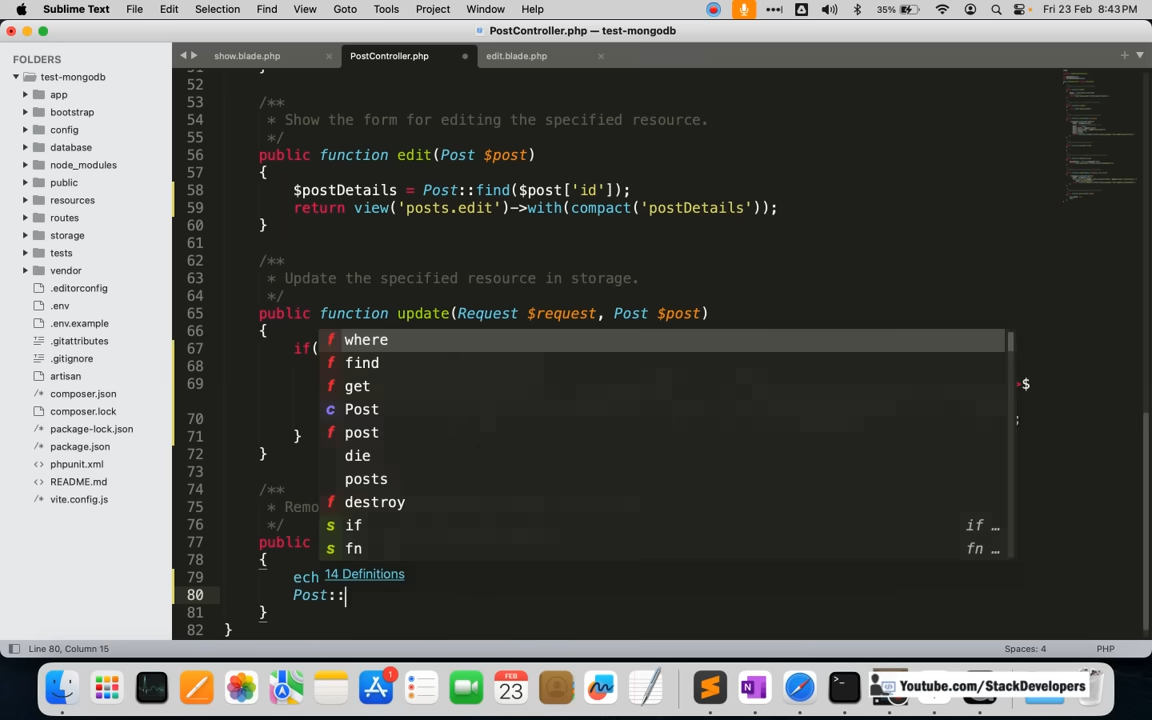 Sublime Text File Edit Selection Find View Goto Tools Project Window Help 35% Fri 23 Feb 8:43 PM
PostController.php — test-mongodb
FOLDERS
test-mongodb
app
bootstrap
config
database
node_modules
public
resources
routes
storage
tests
vendor
.editorconfig
.env
.env.example
.gitattributes
.gitignore
artisan
composer.json
composer.lock
package-lock.json
package.json
phpunit.xml
README.md
vite.config.js
show.blade.php PostController.php edit.blade.php
52
53 /**
54 * Show the form for editing the specified resource.
55 */
56 public function edit(Post $post)
57 {
58 $postDetails = Post::find($post['id']);
59 return view('posts.edit')->with(compact('postDetails'));
60 }
61
62 /**
63 * Update the specified resource in storage.
64 */
65 public function update(Request $request, Post $post)
66 {
67 if(
68
69 $
70 ;
71 }
72 }
73
74 /**
75 * Remo
76 */
77 public
78 {
79 ech
80 Post::
81 }
82 }
f where
f find
f get
c Post
f post
die
posts
f destroy
s if if …
s fn fn …
14 Definitions
Line 80, Column 15 Spaces: 4 PHP
FEB
23
1
Youtube.com/StackDevelopers